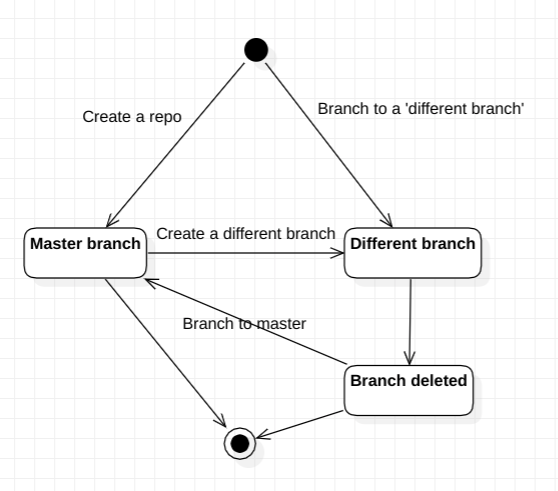 Create a repo
Branch to a 'different branch'
Master branch
Create a different branch
Different branch
Branch to master
Branch deleted